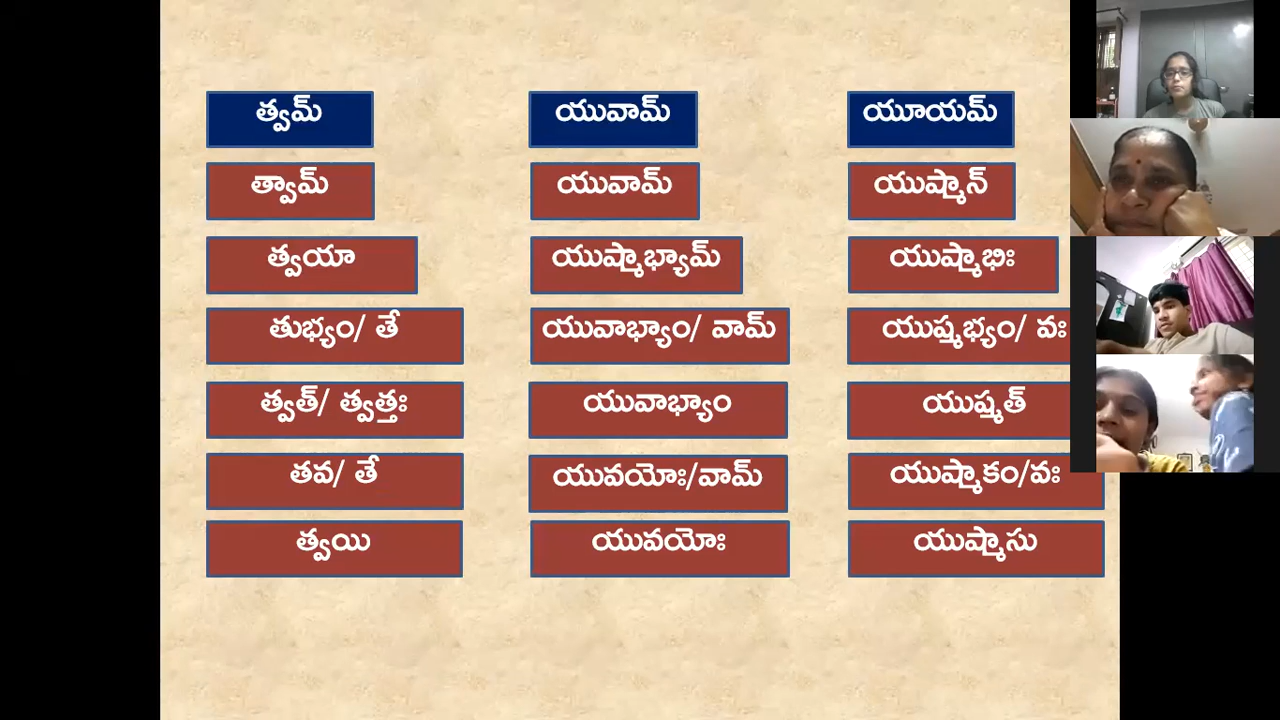 త్వమ్ యువామ్ యూయమ్
త్వామ్ యువామ్ యుష్మాన్
త్వయా యుష్మాభ్యామ్ యుష్మాభిః
తుభ్యం/ తే యువాభ్యాం/ వామ్ యుష్మభ్యం/ వః
త్వత్/ త్వత్తః యువాభ్యాం యుష్మత్
తవ/ తే యువయోః/వామ్ యుష్మాకం/వః
త్వయి యువయోః యుష్మాసు